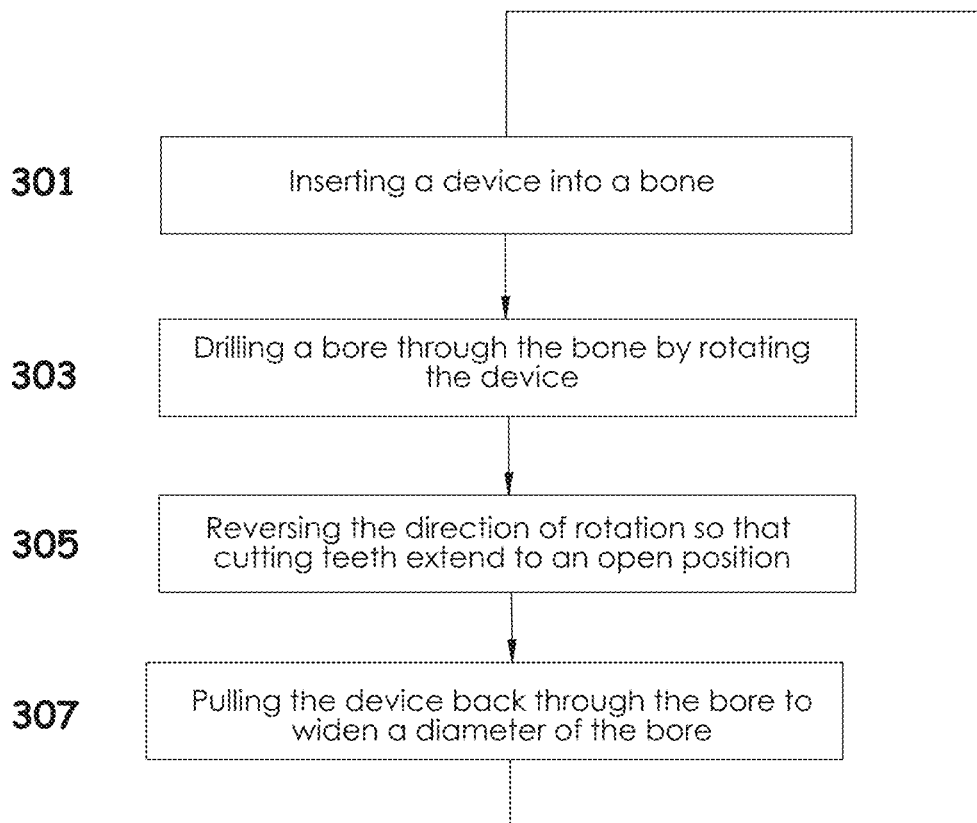 301
Inserting a device into a bone
303
Drilling a bore through the bone by rotating
the device
305
Reversing the direction of rotation so that
cutting teeth extend to an open position
307
Pulling the device back through the bore to
widen a diameter of the bore